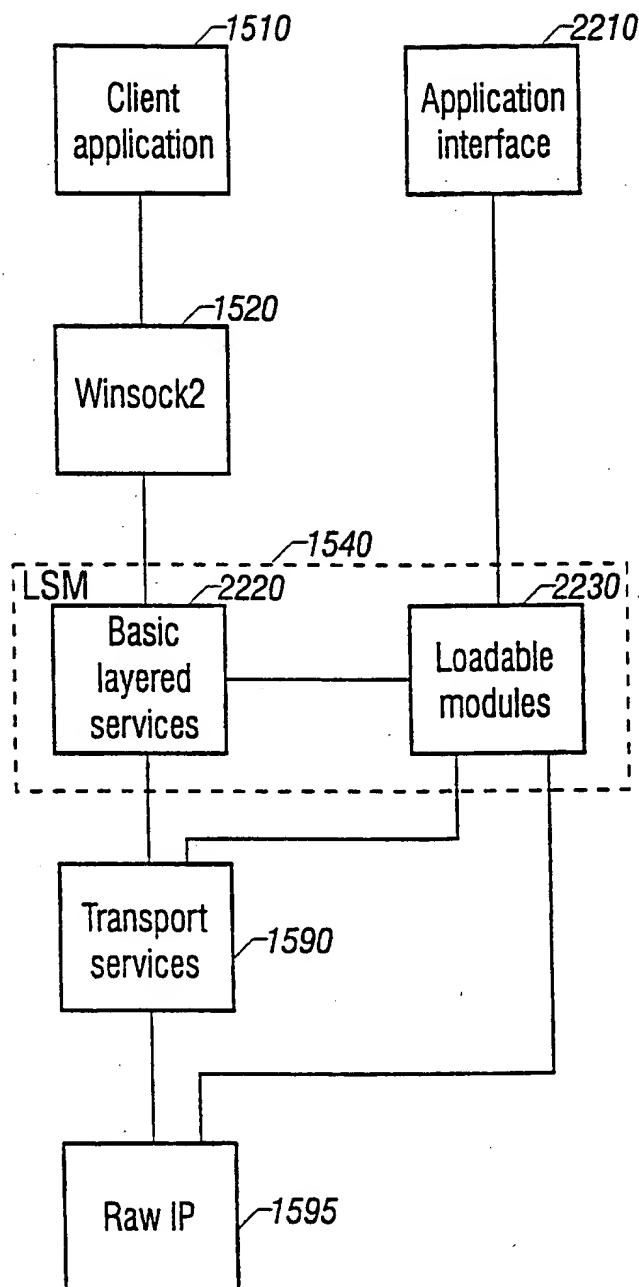 1510
2210
Client
application
Application
interface
1520
Winsock2
1540
LSM
2220
2230
Basic
layered
services
Loadable
modules
Transport
services
1590
Raw IP
1595